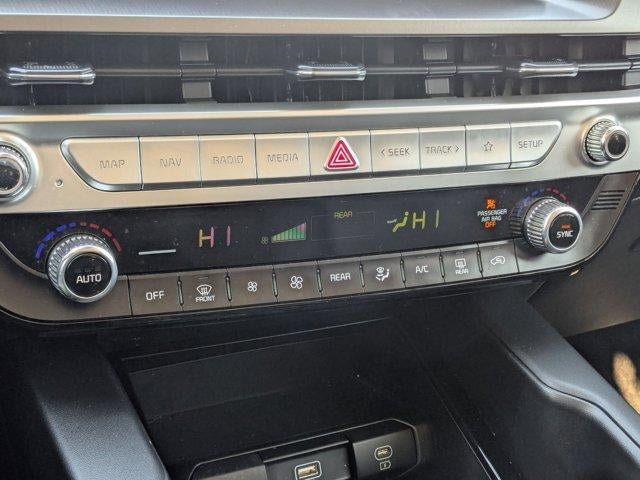 MAP NAV RADIO MEDIA < SEEK TRACK > SETUP
HI REAR HI
PASSENGER
AIR BAG
OFF
AUTO
SYNC
OFF FRONT REAR A/C REAR